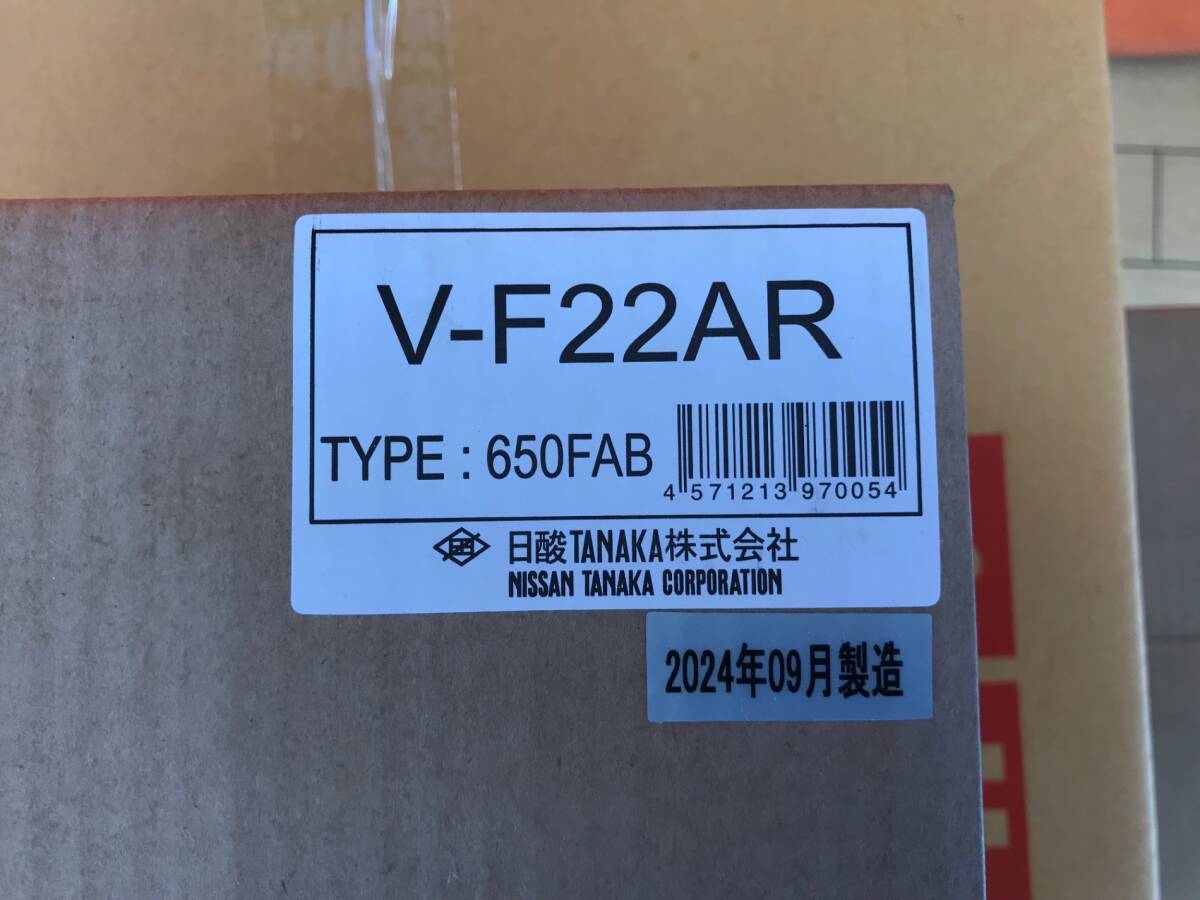 V-F22AR
TYPE : 650FAB
4 571213 970054
日酸TANAKA株式会社
NISSAN TANAKA CORPORATION
2024年09月製造